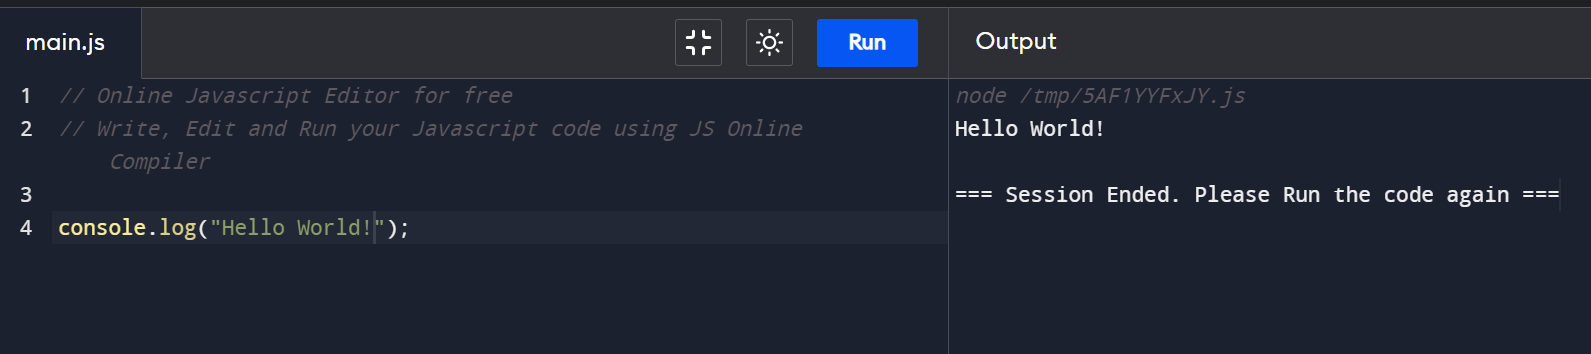 main.js
Run
Output
1 // Online Javascript Editor for free
2 // Write, Edit and Run your Javascript code using JS Online
Compiler
3
4 console.log("Hello World!");
node /tmp/5AF1YYFxJY.js
Hello World!
=== Session Ended. Please Run the code again ===